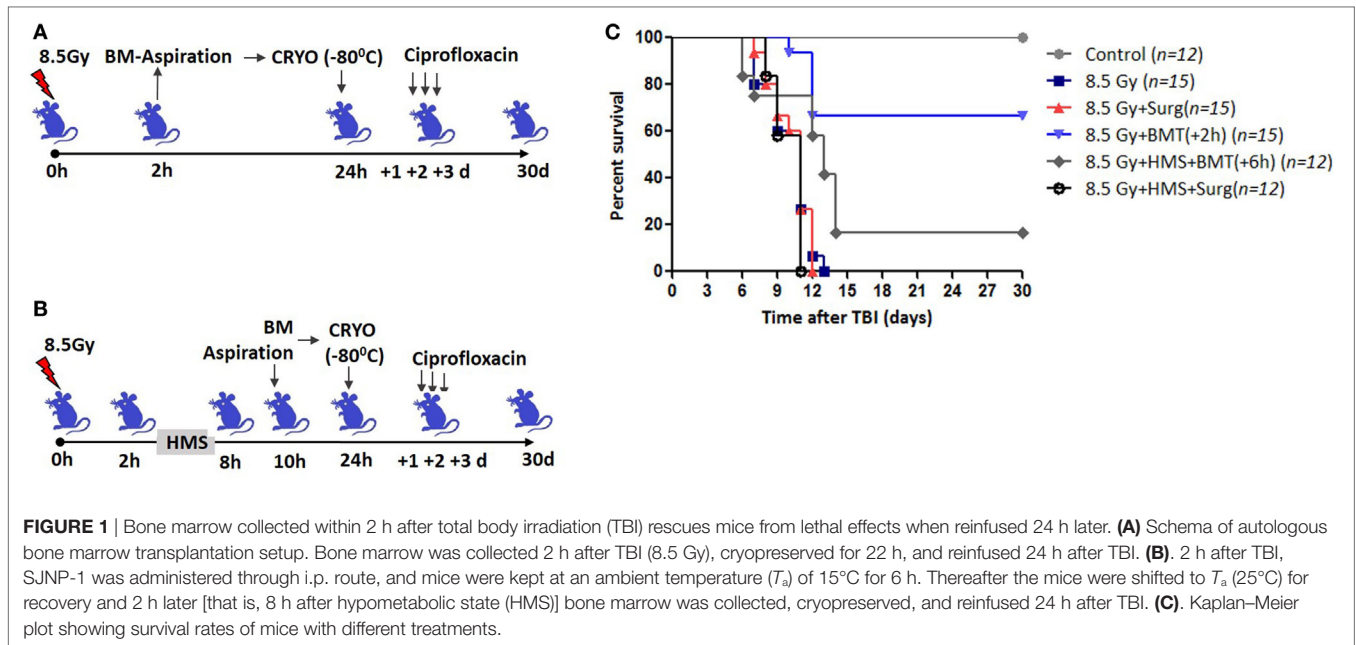 A
8.5Gy
BM-Aspiration
CRYO (-80⁰C)
Ciprofloxacin
0h
2h
24h
+1 +2 +3 d
30d
B
8.5Gy
BM
Aspiration
CRYO
(-80⁰C)
Ciprofloxacin
HMS
0h
2h
8h
10h
24h
+1 +2 +3 d
30d
C
Percent survival
100
80
60
40
20
0
0 3 6 9 12 15 18 21 24 27 30
Time after TBI (days)
Control (n=12)
8.5 Gy (n=15)
8.5 Gy+Surg(n=15)
8.5 Gy+BMT(+2h) (n=15)
8.5 Gy+HMS+BMT(+6h) (n=12)
8.5 Gy+HMS+Surg(n=12)
FIGURE 1 | Bone marrow collected within 2 h after total body irradiation (TBI) rescues mice from lethal effects when reinfused 24 h later. (A) Schema of autologous
bone marrow transplantation setup. Bone marrow was collected 2 h after TBI (8.5 Gy), cryopreserved for 22 h, and reinfused 24 h after TBI. (B). 2 h after TBI,
SJNP-1 was administered through i.p. route, and mice were kept at an ambient temperature (Ta) of 15°C for 6 h. Thereafter the mice were shifted to Ta (25°C) for
recovery and 2 h later [that is, 8 h after hypometabolic state (HMS)] bone marrow was collected, cryopreserved, and reinfused 24 h after TBI. (C). Kaplan–Meier
plot showing survival rates of mice with different treatments.